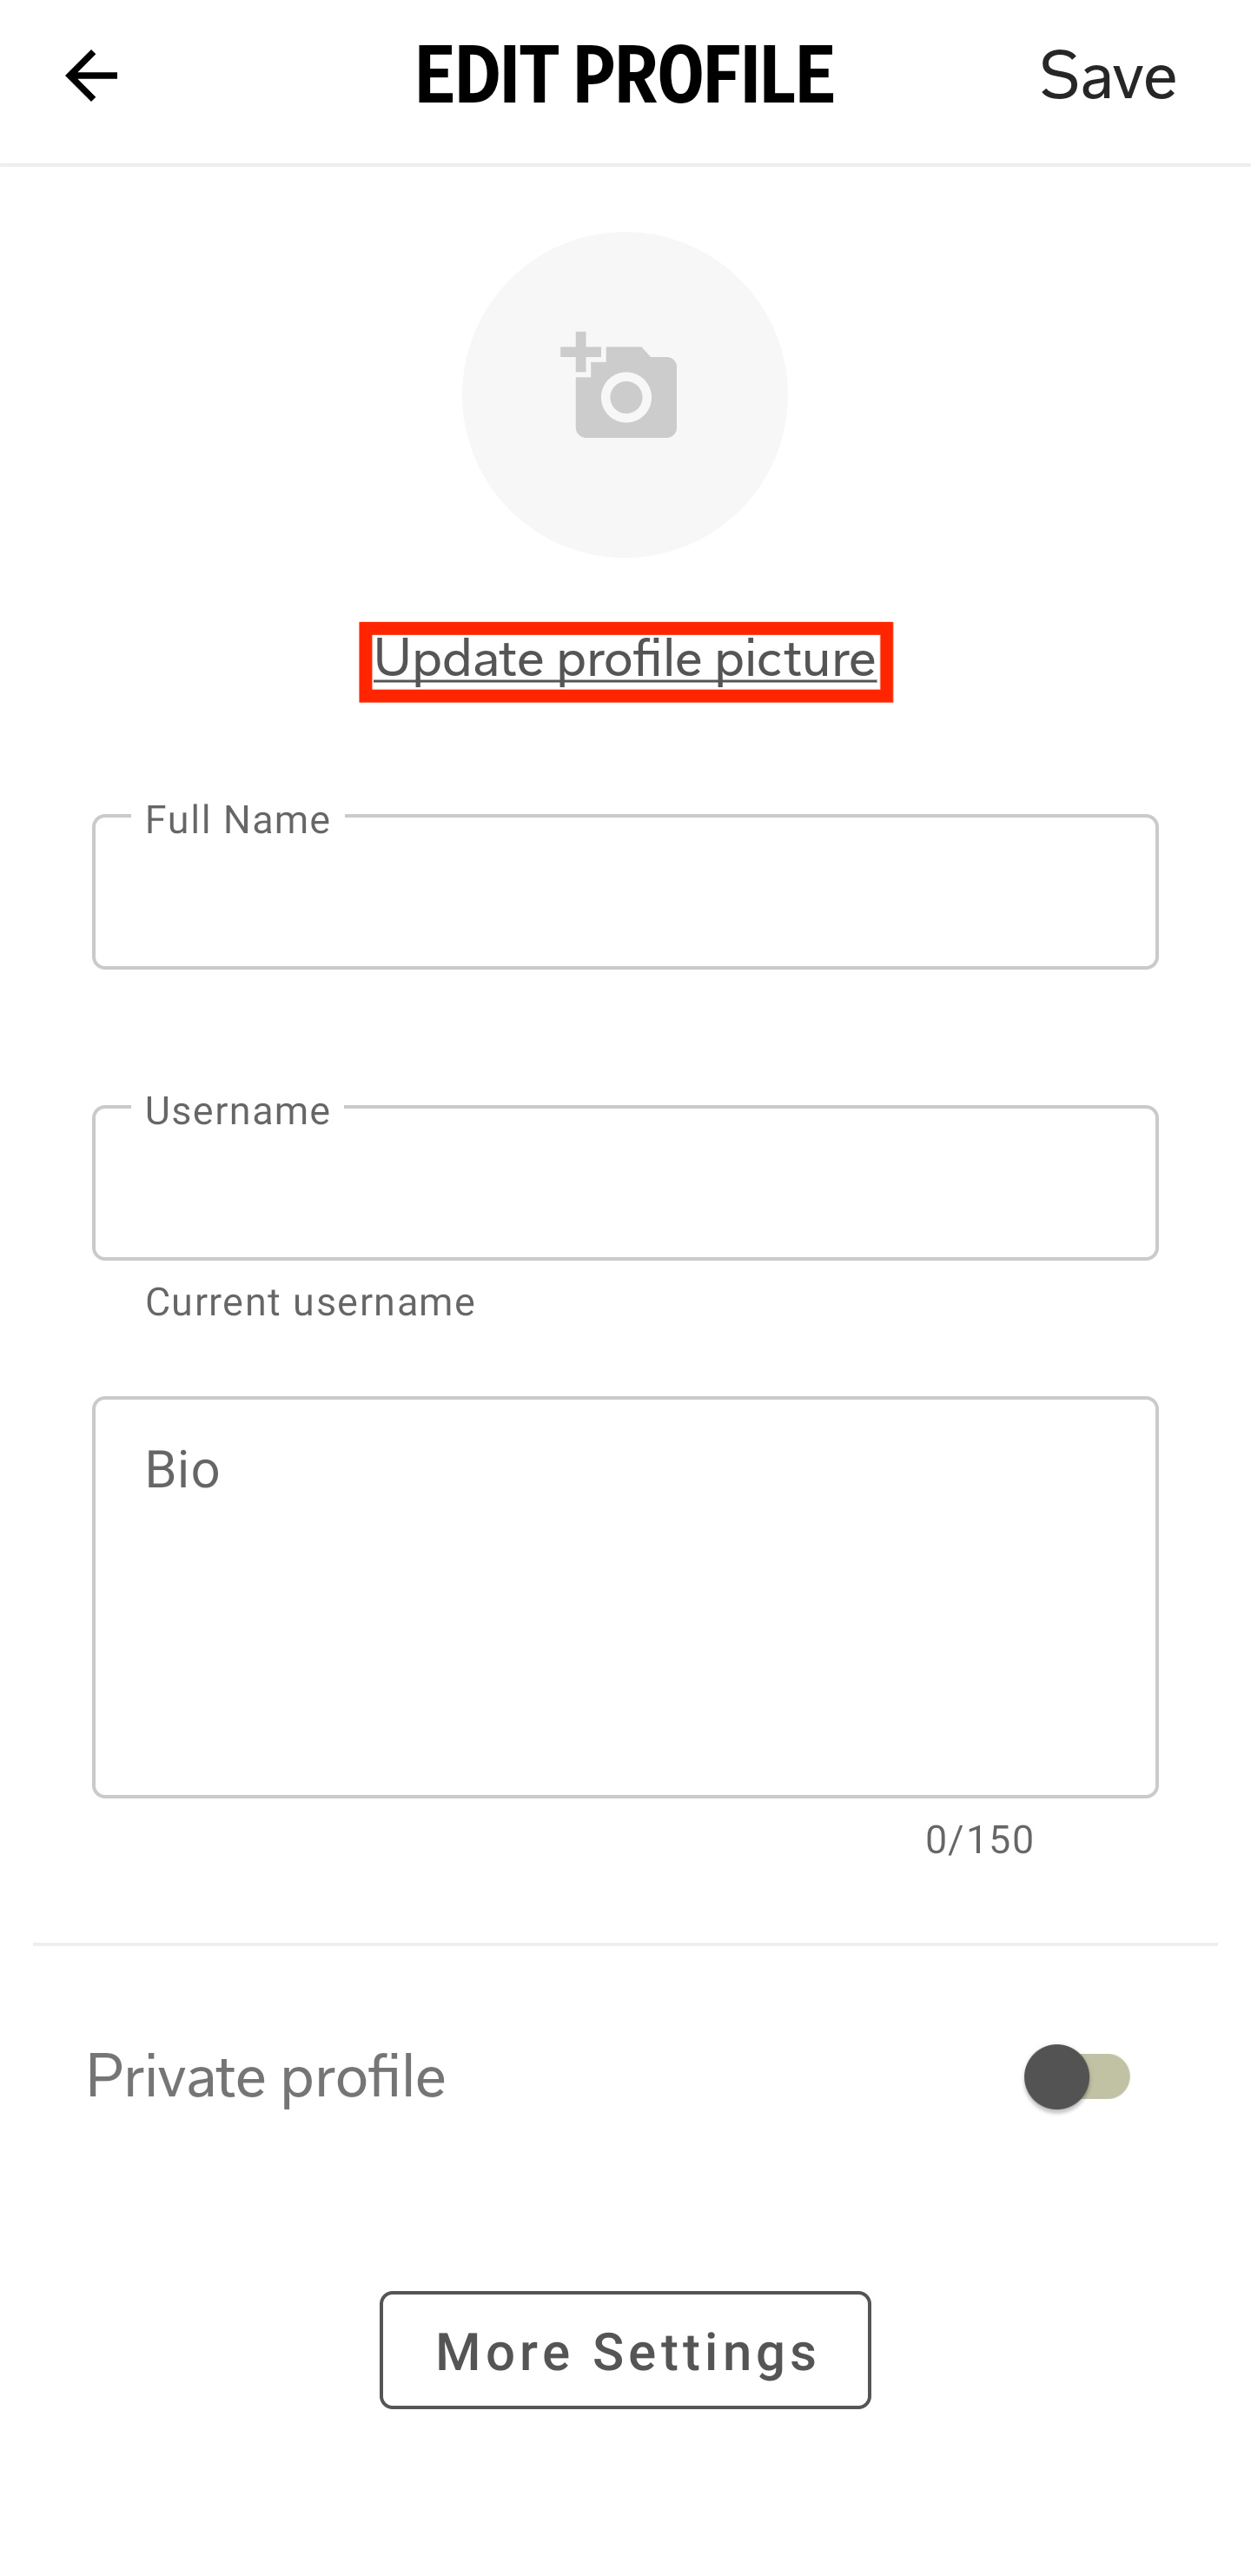 EDIT PROFILE Save
Update profile picture
Full Name
Username
Current username
Bio
0/150
Private profile
More Settings